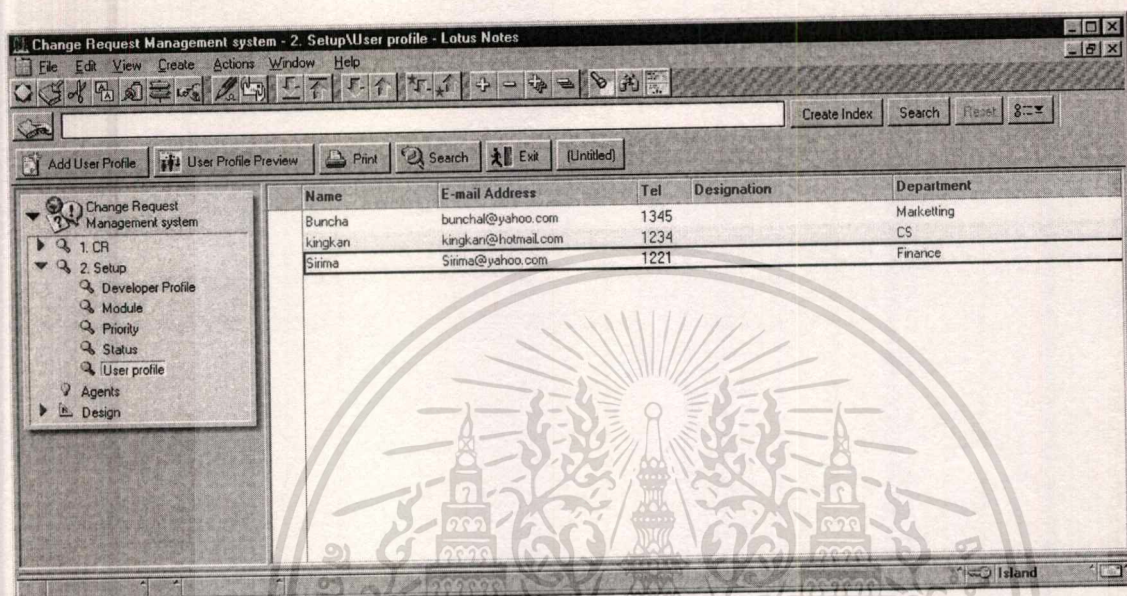 Change Request Management system - 2. Setup\User profile - Lotus Notes
File Edit View Create Actions Window Help
Create Index Search Reset
Add User Profile User Profile Preview Print Search Exit (Untitled)
Change Request
Management system
1. CR
2. Setup
Developer Profile
Module
Priority
Status
User profile
Agents
Design
Name E-mail Address Tel Designation Department
Buncha bunchal@yahoo.com 1345 Marketting
kingkan kingkan@hotmail.com 1234 CS
Sirima Sirima@yahoo.com 1221 Finance
Island